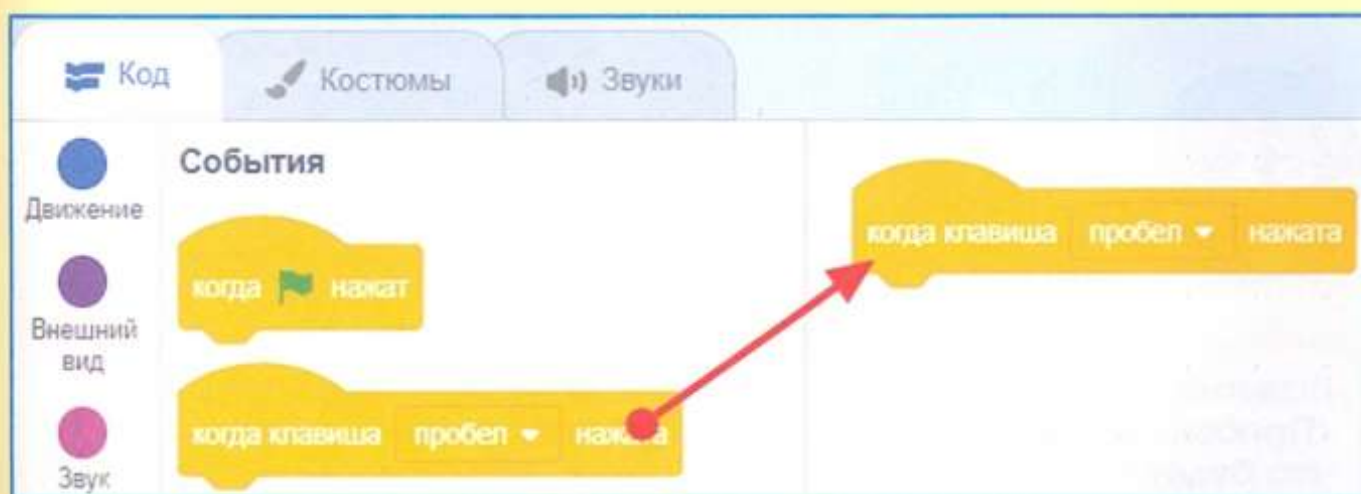 Код
Костюмы
Звуки
События
Движение
когда нажат
Внешний
вид
когда клавиша пробел нажата
Звук
когда клавиша пробел нажата